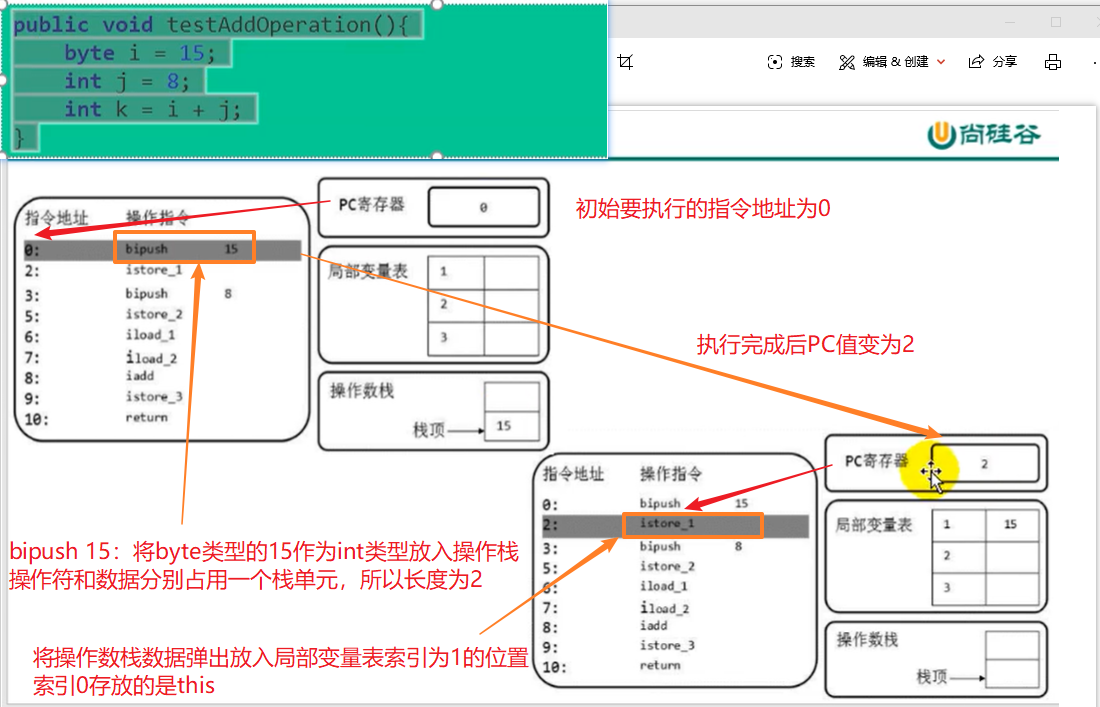 public void testAddOperation(){
byte i = 15;
int j = 8;
int k = i + j;
}
搜索
编辑 & 创建
分享
尚硅谷
指令地址 操作指令
0: bipush 15
2: istore_1
3: bipush 8
5: istore_2
6: iload_1
7: iload_2
8: iadd
9: istore_3
10: return
PC寄存器 0
局部变量表 1
2
3
操作数栈
栈顶 15
初始要执行的指令地址为0
执行完成后PC值变为2
bipush 15：将byte类型的15作为int类型放入操作栈
操作符和数据分别占用一个栈单元，所以长度为2
将操作数栈数据弹出放入局部变量表索引为1的位置
索引0存放的是this
指令地址 操作指令
0: bipush 15
2: istore_1
3: bipush 8
5: istore_2
6: iload_1
7: iload_2
8: iadd
9: istore_3
10: return
PC寄存器 2
局部变量表 1 15
2
3
操作数栈
栈顶